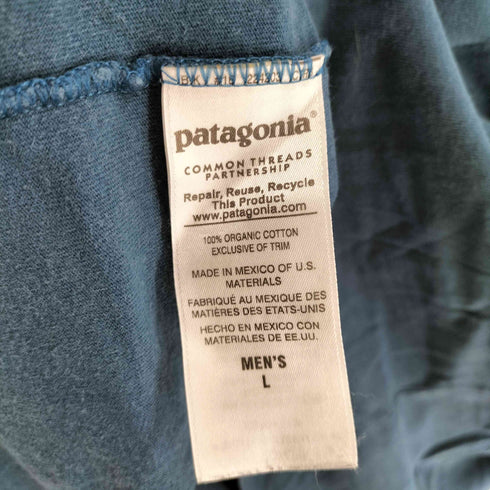 patagonia®
COMMON THREADS
PARTNERSHIP
Repair, Reuse, Recycle
This Product
www.patagonia.com
100% ORGANIC COTTON
EXCLUSIVE OF TRIM
MADE IN MEXICO OF U.S.
MATERIALS
FABRIQUÉ AU MEXIQUE DES
MATIÈRES DES ETATS-UNIS
HECHO EN MEXICO CON
MATERIALES DE EE.UU.
MEN'S
L